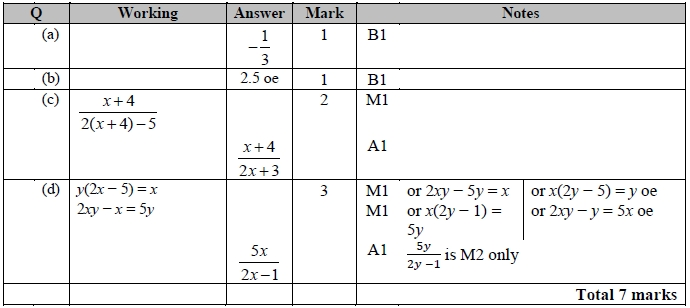 Q Working Answer Mark Notes
(a) −1/3 1 B1
(b) 2.5 oe 1 B1
(c) (x + 4)/(2(x + 4) − 5) 2 M1
(x + 4)/(2x + 3) A1
(d) y(2x − 5) = x 3 M1 or 2xy − 5y = x or x(2y − 5) = y oe
2xy − x = 5y M1 or x(2y − 1) = or 2xy − y = 5x oe
5y
5x/(2x − 1) A1 5y/(2y − 1) is M2 only
Total 7 marks